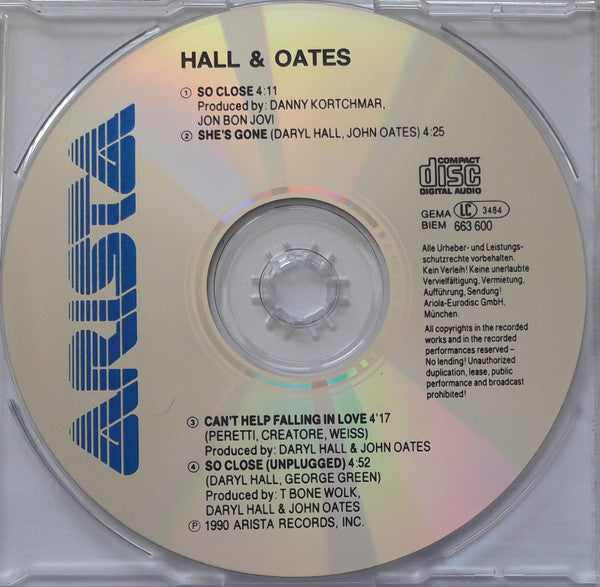 HALL & OATES
① SO CLOSE 4:11
Produced by: DANNY KORTCHMAR,
JON BON JOVI
② SHE'S GONE (DARYL HALL, JOHN OATES) 4:25
ARISTA
COMPACT
disc
DIGITAL AUDIO
GEMA LC 3484
BIEM 663 600
Alle Urheber- und Leistungs-
schutzrechte vorbehalten.
Kein Verleih! Keine unerlaubte
Vervielfältigung, Vermietung,
Aufführung, Sendung!
Ariola-Eurodisc GmbH,
München.
All copyrights in the recorded
works and in the recorded
performances reserved –
No lending! Unauthorized
duplication, lease, public
performance and broadcast
prohibited!
③ CAN'T HELP FALLING IN LOVE 4'17
(PERETTI, CREATORE, WEISS)
Produced by: DARYL HALL & JOHN OATES
④ SO CLOSE (UNPLUGGED) 4:52
(DARYL HALL, GEORGE GREEN)
Produced by: T BONE WOLK,
DARYL HALL & JOHN OATES
Ⓟ 1990 ARISTA RECORDS, INC.